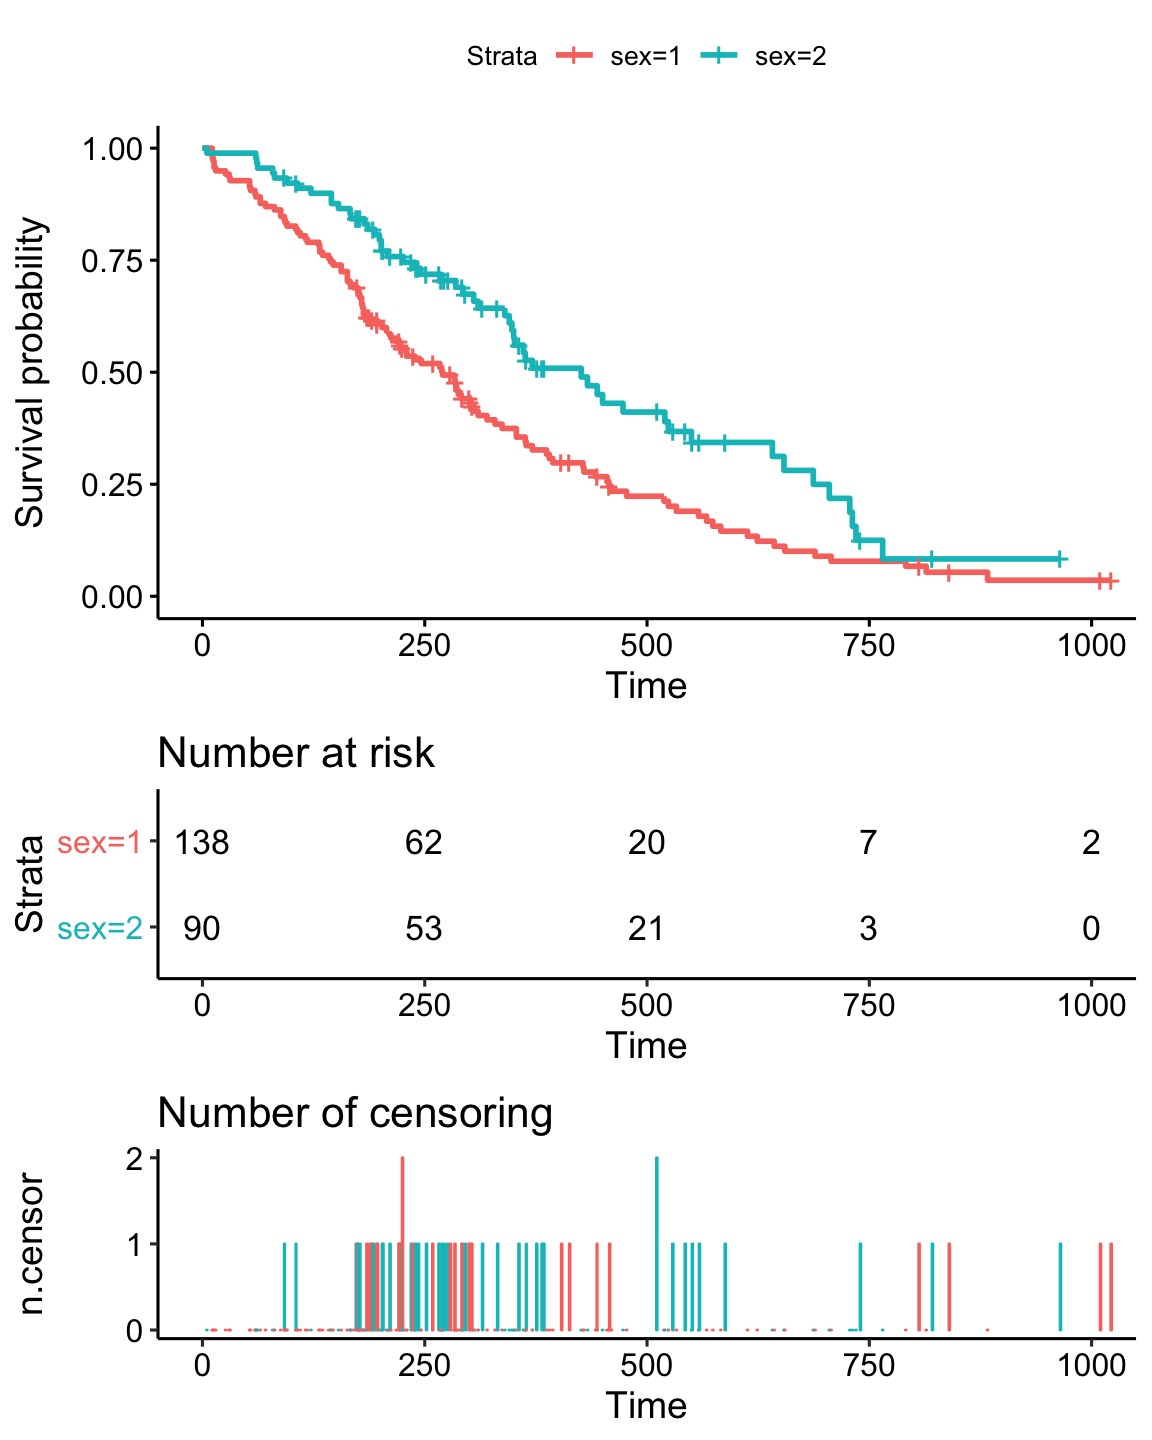 Strata sex=1 sex=2
Survival probability
1.00
0.75
0.50
0.25
0.00
0 250 500 750 1000
Time
Number at risk
Strata
sex=1 138 62 20 7 2
sex=2 90 53 21 3 0
0 250 500 750 1000
Time
Number of censoring
n.censor
2
1
0
0 250 500 750 1000
Time